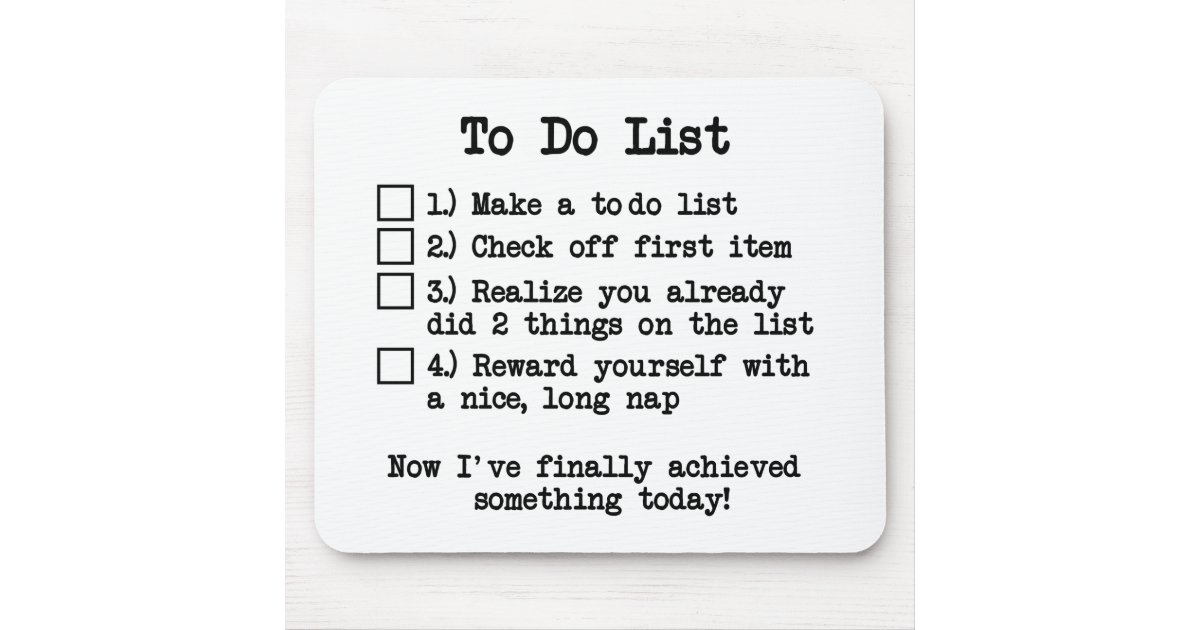 To Do List
1.) Make a to do list
2.) Check off first item
3.) Realize you already
did 2 things on the list
4.) Reward yourself with
a nice, long nap
Now I've finally achieved
something today!